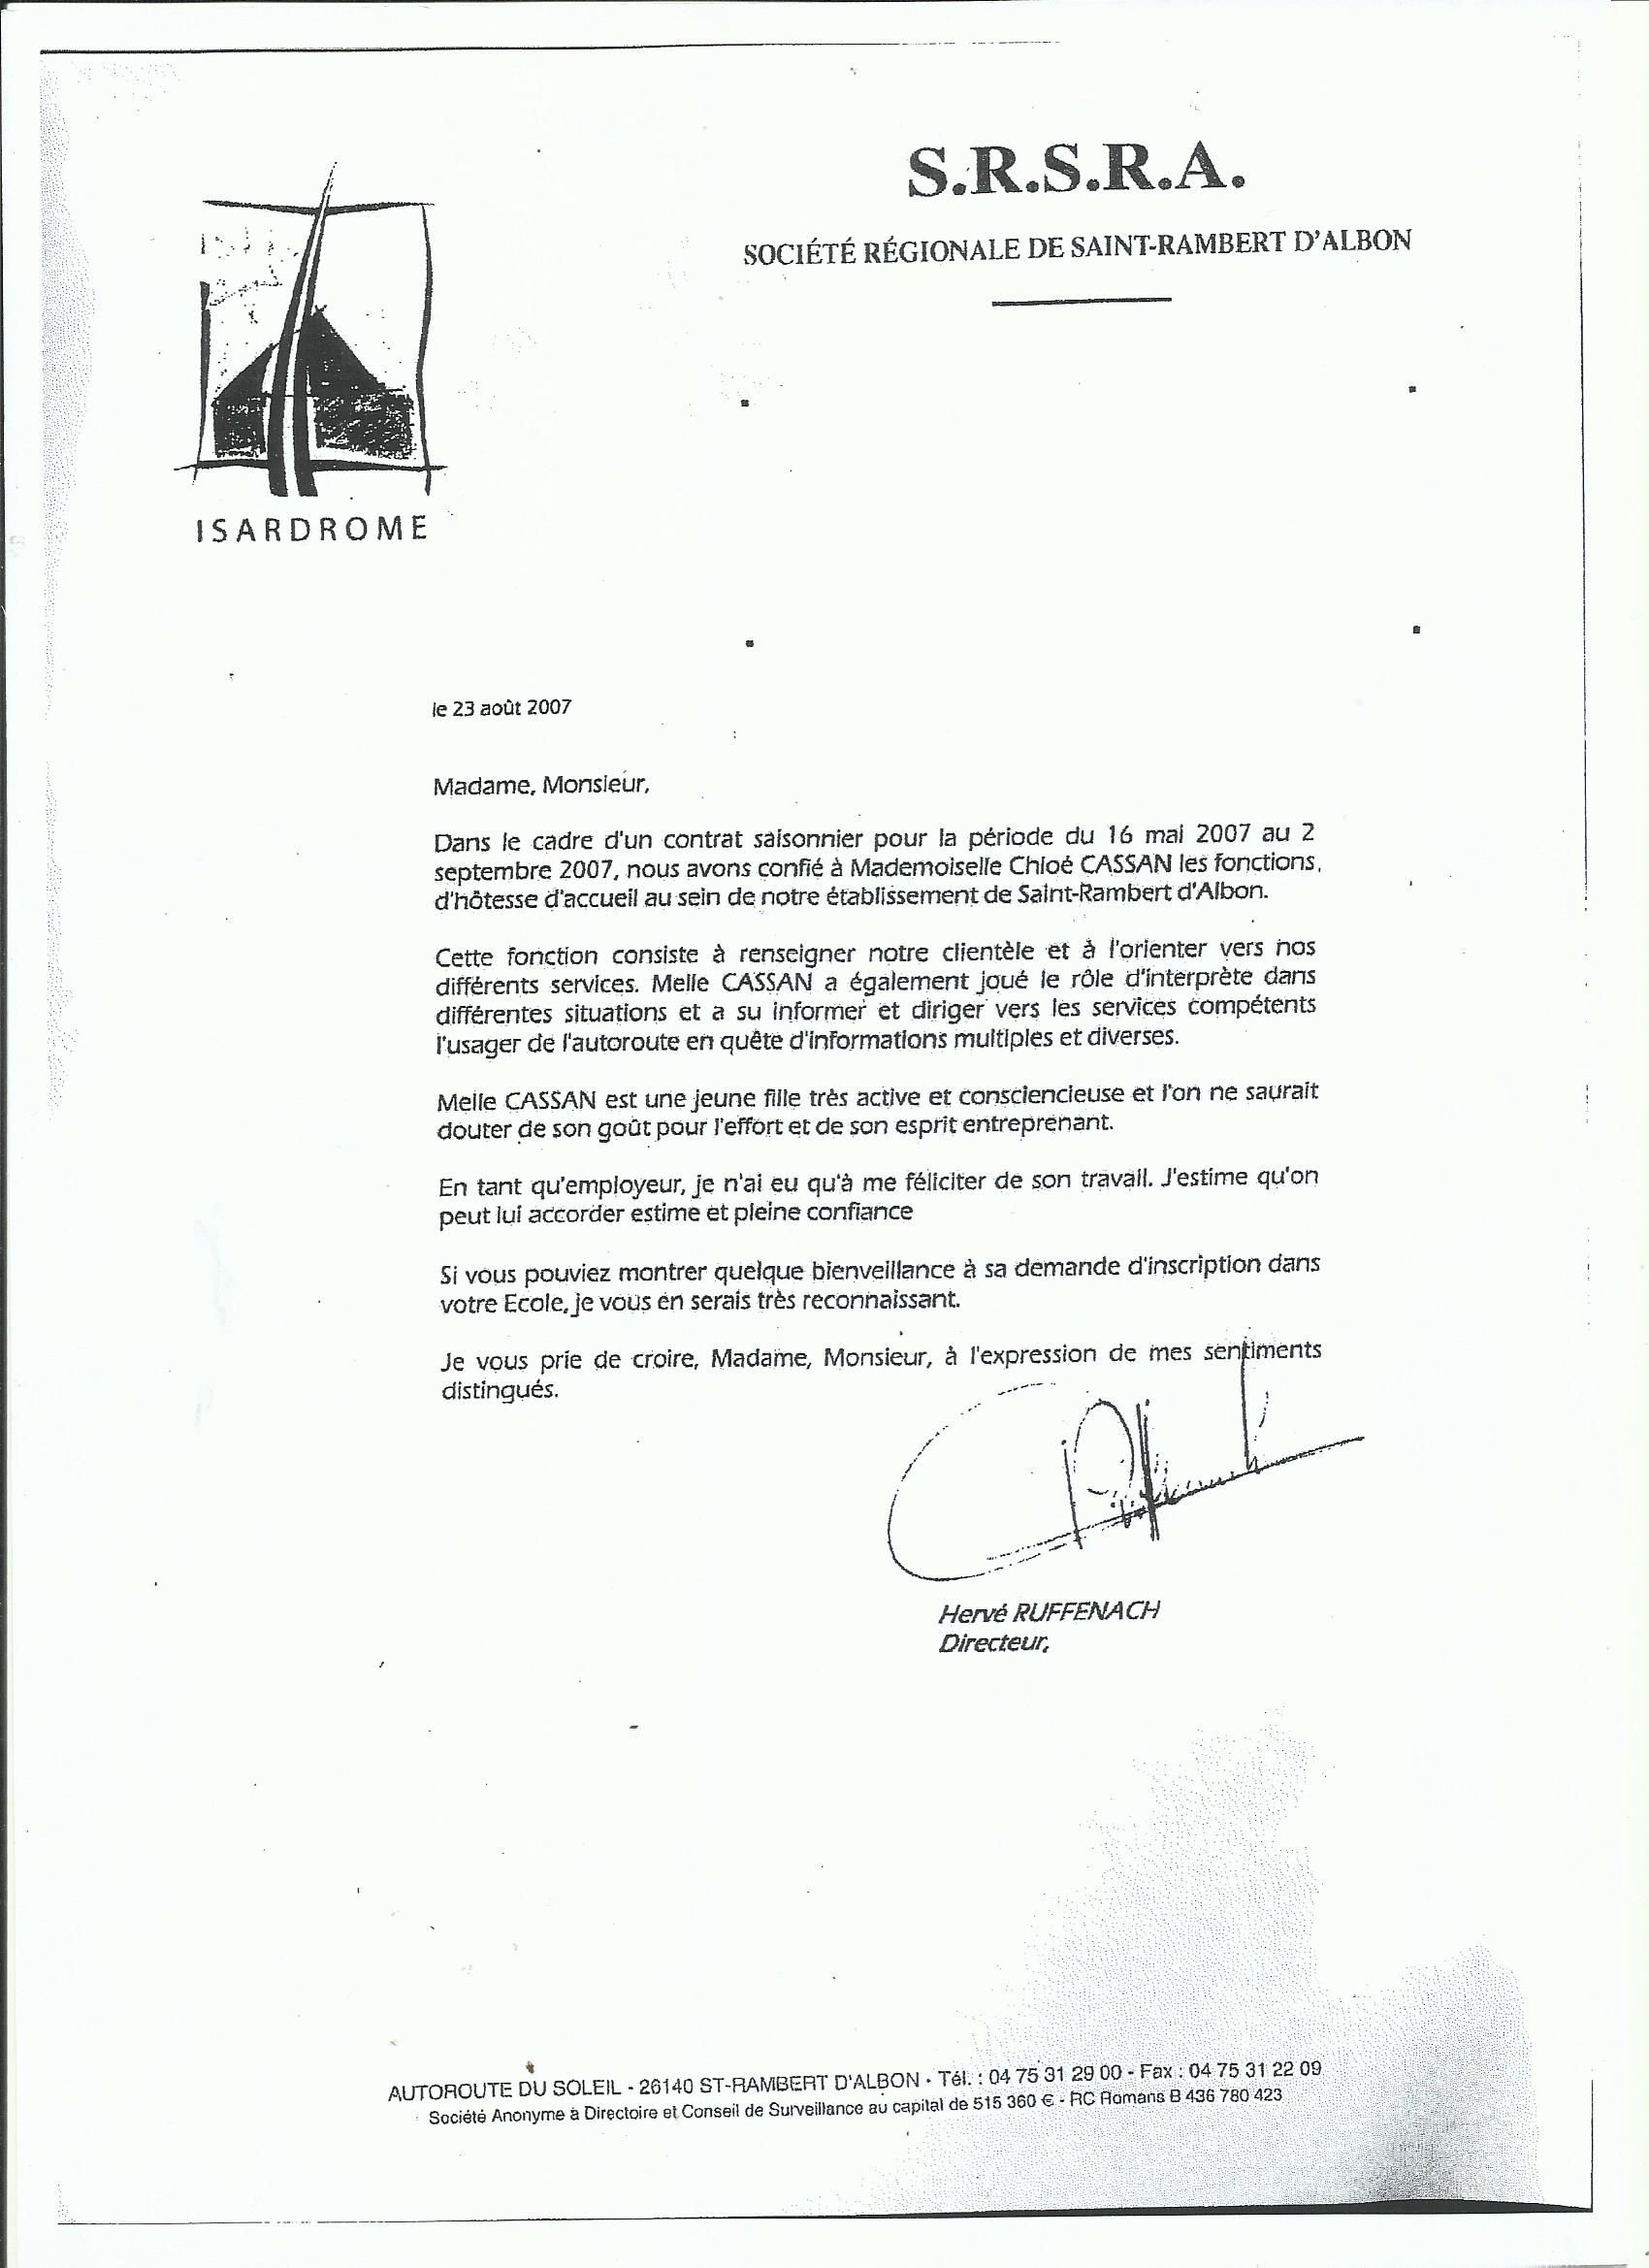 S.R.S.R.A.
SOCIÉTÉ RÉGIONALE DE SAINT-RAMBERT D'ALBON
ISARDROME
le 23 août 2007
Madame, Monsieur,
Dans le cadre d'un contrat saisonnier pour la période du 16 mai 2007 au 2
septembre 2007, nous avons confié à Mademoiselle Chloé CASSAN les fonctions
d'hôtesse d'accueil au sein de notre établissement de Saint-Rambert d'Albon.
Cette fonction consiste à renseigner notre clientèle et à l'orienter vers nos
différents services. Melle CASSAN a également joué le rôle d'interprète dans
différentes situations et a su informer et diriger vers les services compétents
l'usager de l'autoroute en quête d'informations multiples et diverses.
Melle CASSAN est une jeune fille très active et consciencieuse et l'on ne saurait
douter de son goût pour l'effort et de son esprit entreprenant.
En tant qu'employeur, je n'ai eu qu'à me féliciter de son travail. J'estime qu'on
peut lui accorder estime et pleine confiance
Si vous pouviez montrer quelque bienveillance à sa demande d'inscription dans
votre Ecole, je vous en serais très reconnaissant.
Je vous prie de croire, Madame, Monsieur, à l'expression de mes sentiments
distingués.
Hervé RUFFENACH
Directeur,
AUTOROUTE DU SOLEIL - 26140 ST-RAMBERT D'ALBON - Tél. : 04 75 31 29 00 - Fax : 04 75 31 22 09
Société Anonyme à Directoire et Conseil de Surveillance au capital de 515 360 € - RC Romans B 436 780 423